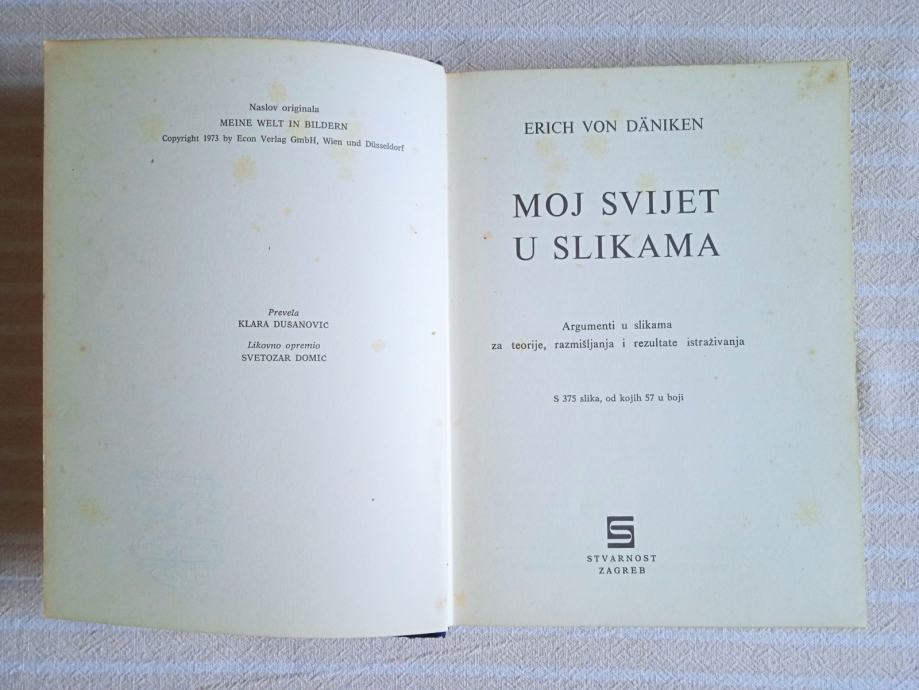 Naslov originala
MEINE WELT IN BILDERN
Copyright 1973 by Econ Verlag GmbH, Wien und Düsseldorf
Prevela
KLARA DUSANOVIC
Likovno opremio
SVETOZAR DOMIC
ERICH VON DÄNIKEN
MOJ SVIJET
U SLIKAMA
Argumenti u slikama
za teorije, razmišljanja i rezultate istraživanja
S 375 slika, od kojih 57 u boji
S
STVARNOST
ZAGREB